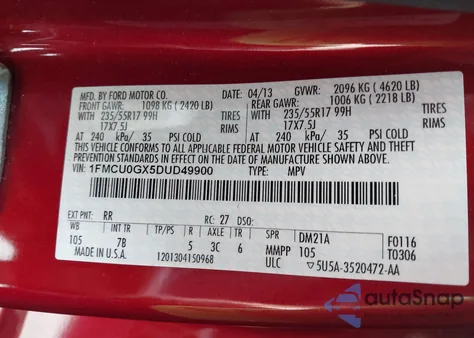 MFD. BY FORD MOTOR CO. 04/13 GVWR: 2096 KG ( 4620 LB)
FRONT GAWR: 1098 KG ( 2420 LB) REAR GAWR: 1006 KG ( 2218 LB)
WITH 235/55R17 99H TIRES WITH 235/55R17 99H TIRES
17X7.5J 17X7.5J
AT 240 kPa/ 35 PSI COLD AT 240 kPa/ 35 PSI COLD
THIS VEHICLE CONFORMS TO ALL APPLICABLE FEDERAL MOTOR VEHICLE SAFETY AND BUMPER
STANDARDS AND THEFT PREVENTION STANDARDS IN EFFECT ON THE DATE OF MANUFACTURE SHOWN ABOVE.
VIN: 1FMCU0GX5DUD49900 TYPE: MPV
EXT PNT: RR RC: 27 DSO:
WB INT TR TP/PS R AXLE TR SPR DM21A F0116
105 7B 5 3C 6 MMPP 105 T0306
MADE IN U.S.A. 1201304150968 ULC 5U5A-3520472-AA
autoSnap